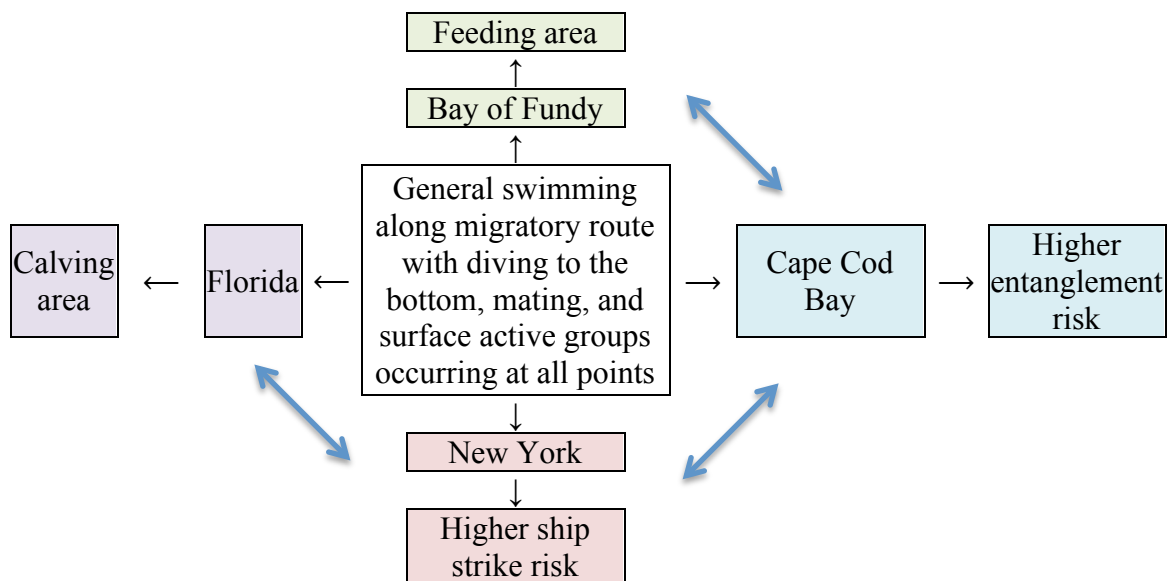 Feeding area
Bay of Fundy
General swimming
along migratory route
with diving to the
bottom, mating, and
surface active groups
occurring at all points
Calving
area
Florida
Cape Cod
Bay
Higher
entanglement
risk
New York
Higher ship
strike risk